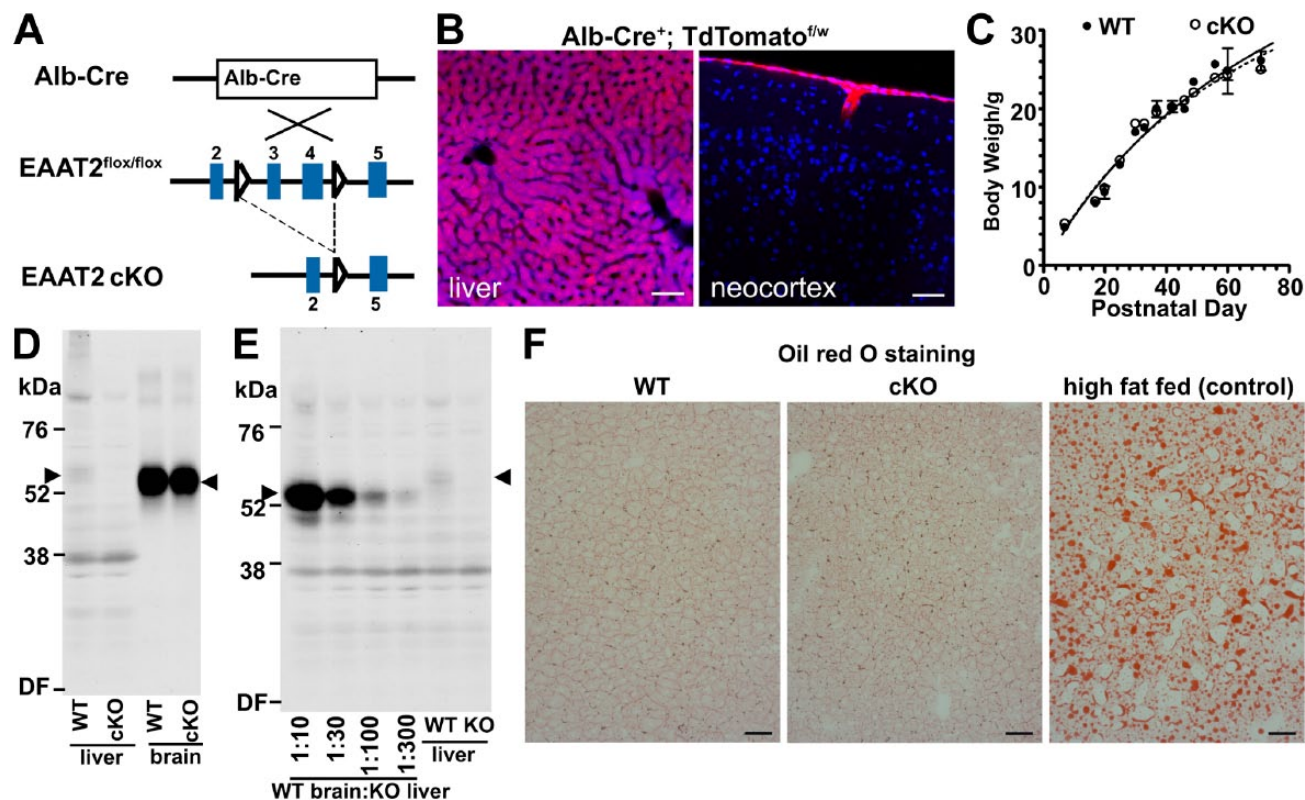 A
Alb-Cre
Alb-Cre
EAAT2flox/flox
2 3 4 5
EAAT2 cKO
2 5
B
Alb-Cre+; TdTomatof/w
liver
neocortex
C
WT cKO
Body Weigh/g
30
20
10
0
0 20 40 60 80
Postnatal Day
D
kDa
76
52
38
DF
WT cKO WT cKO
liver brain
E
kDa
76
52
38
DF
1:10 1:30 1:100 1:300 WT KO
liver
WT brain:KO liver
F
Oil red O staining
WT cKO high fat fed (control)